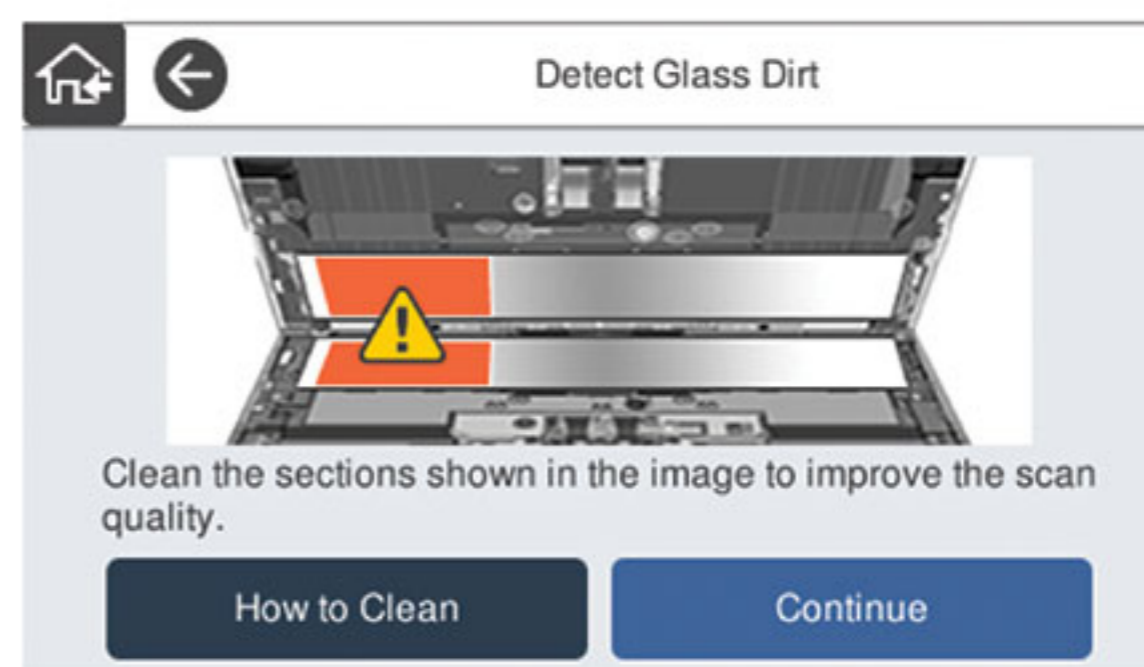 Detect Glass Dirt
Clean the sections shown in the image to improve the scan
quality.
How to Clean
Continue